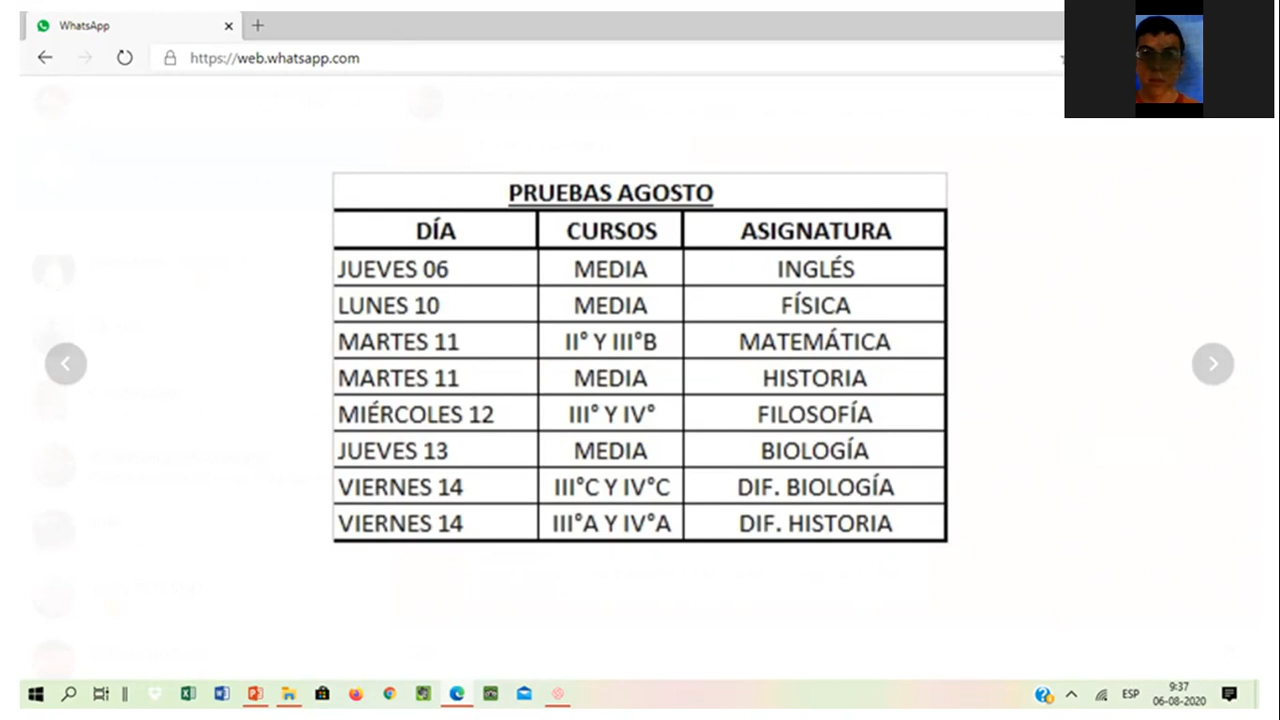 WhatsApp
https://web.whatsapp.com
PRUEBAS AGOSTO
DÍA CURSOS ASIGNATURA
JUEVES 06 MEDIA INGLÉS
LUNES 10 MEDIA FÍSICA
MARTES 11 II° Y III°B MATEMÁTICA
MARTES 11 MEDIA HISTORIA
MIÉRCOLES 12 III° Y IV° FILOSOFÍA
JUEVES 13 MEDIA BIOLOGÍA
VIERNES 14 III°C Y IV°C DIF. BIOLOGÍA
VIERNES 14 III°A Y IV°A DIF. HISTORIA
ESP
9:37
06-08-2020